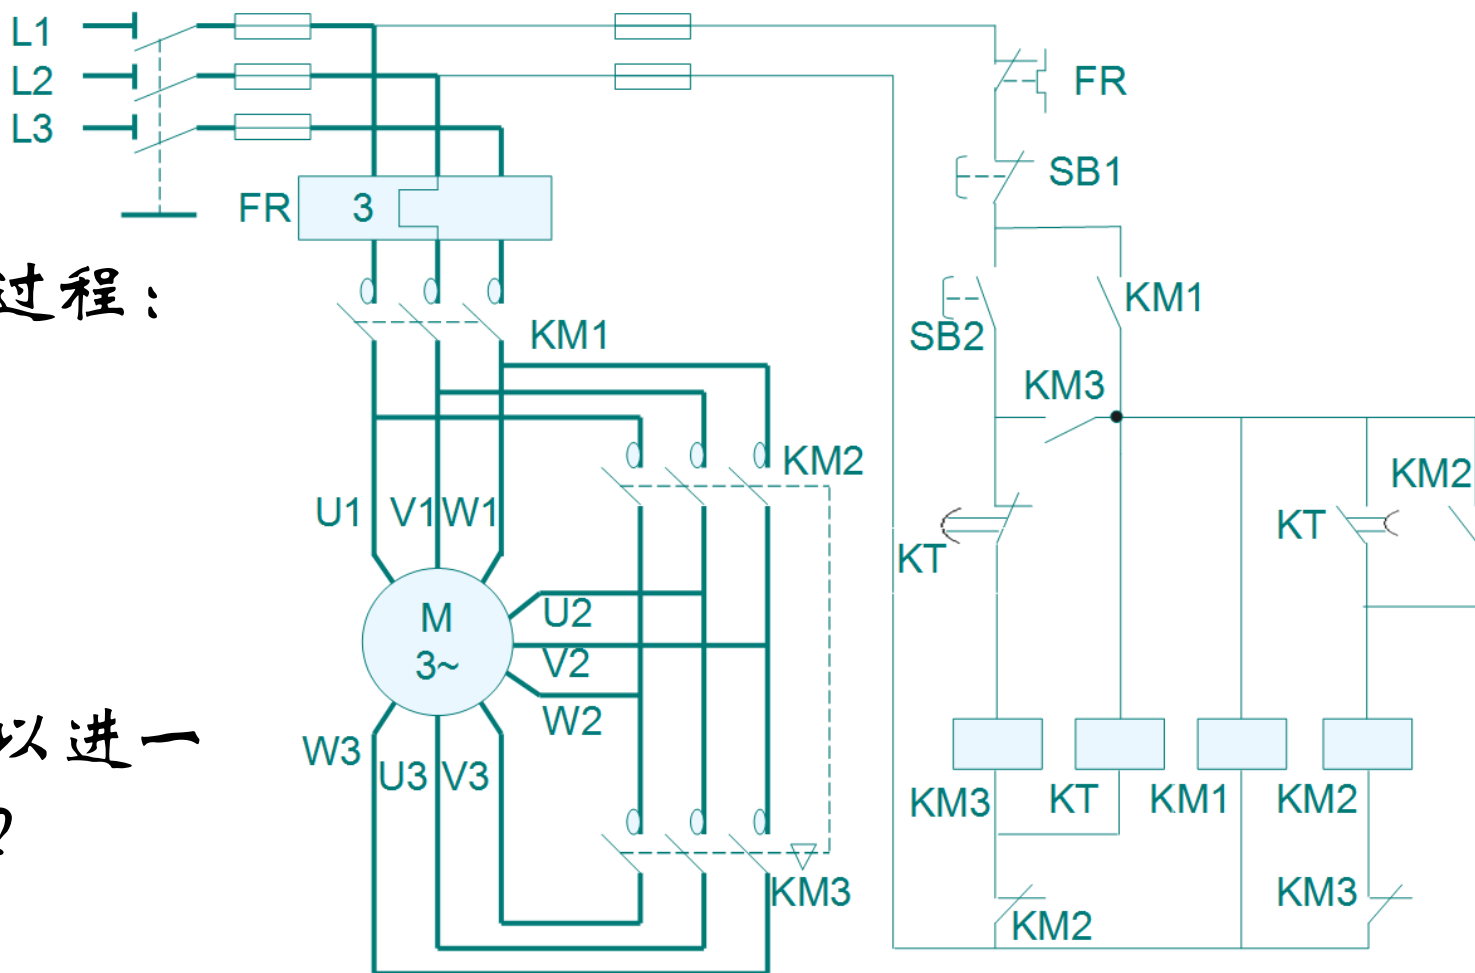 L1
L2
L3
FR
SB1
FR 3
过程：
KM1
SB2
KM1
KM3
KM2
KM2
U1 V1 W1
KT
KT
M
3~
U2
V2
W2
以进一
W3
U3 V3
KM3 KT KM1 KM2
KM3
KM3
KM2
?